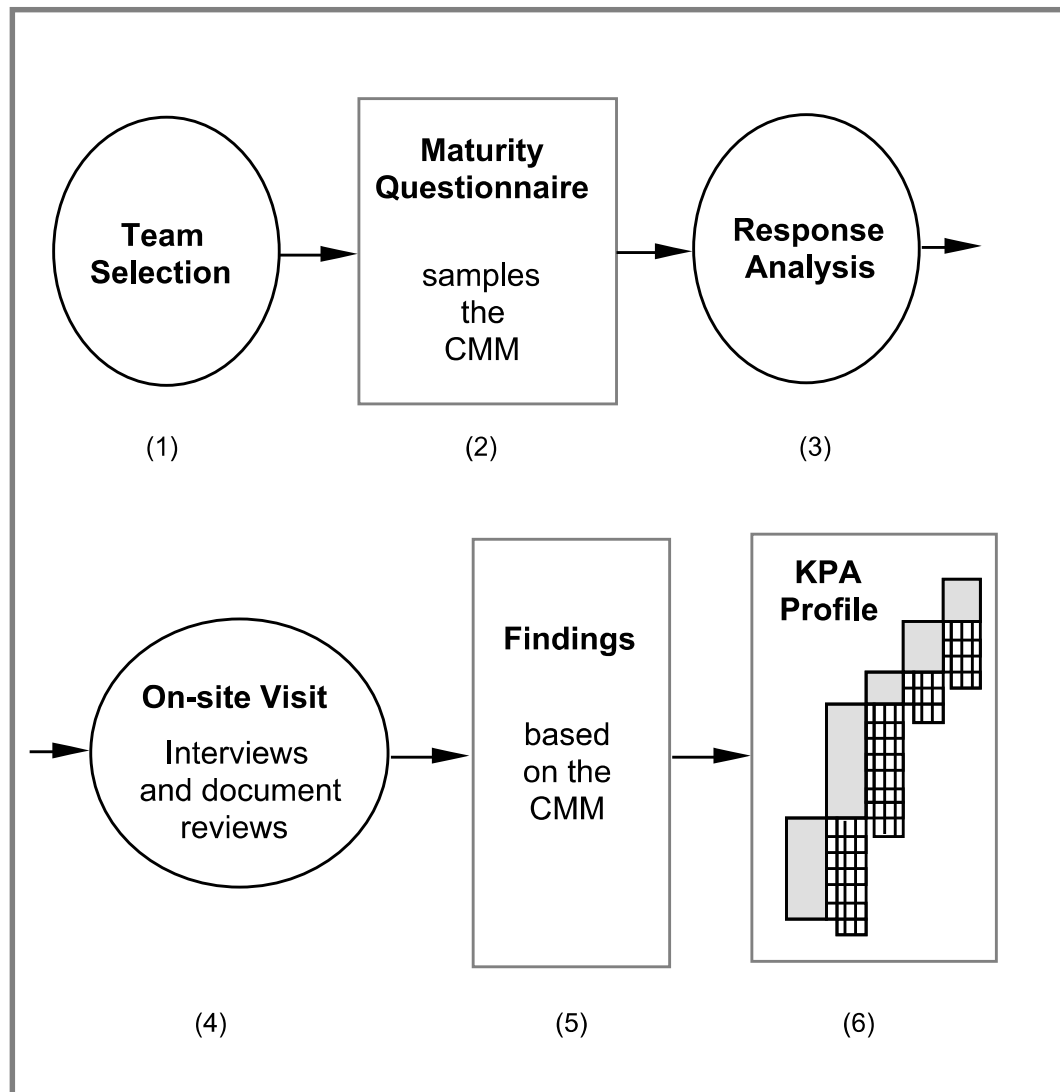 Team
Selection
(1)
Maturity
Questionnaire
samples
the
CMM
(2)
Response
Analysis
(3)
On-site Visit
Interviews
and document
reviews
(4)
Findings
based
on the
CMM
(5)
KPA
Profile
(6)